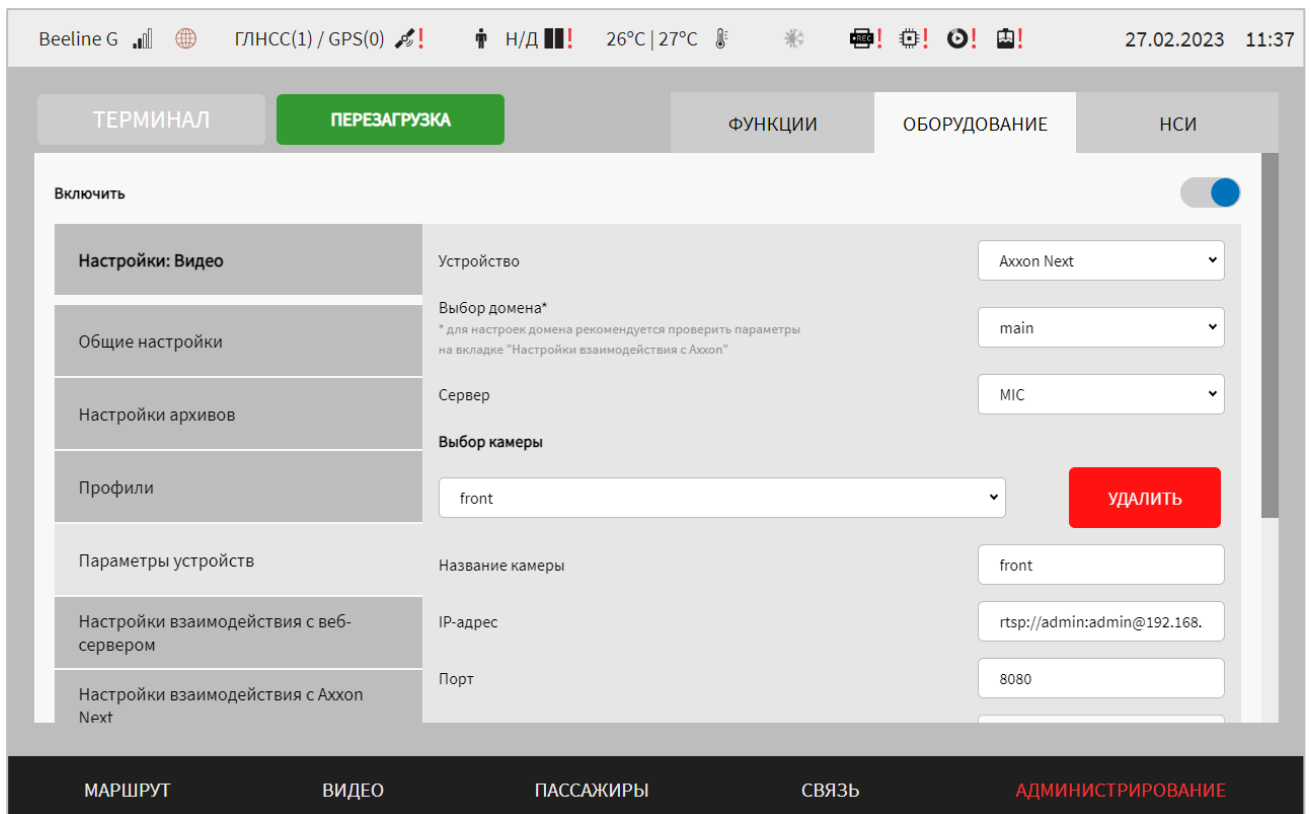 Beeline G ГЛНСС(1) / GPS(0) ! Н/Д ! 26°C | 27°C REC ! ! ! ! 27.02.2023 11:37
ТЕРМИНАЛ ПЕРЕЗАГРУЗКА ФУНКЦИИ ОБОРУДОВАНИЕ НСИ
Включить
Настройки: Видео
Общие настройки
Настройки архивов
Профили
Параметры устройств
Настройки взаимодействия с веб-
сервером
Настройки взаимодействия с Axxon
Next
Устройство Axxon Next
Выбор домена*
* для настроек домена рекомендуется проверить параметры
на вкладке "Настройки взаимодействия с Axxon"
main
Сервер MIC
Выбор камеры
front УДАЛИТЬ
Название камеры front
IP-адрес rtsp://admin:admin@192.168.
Порт 8080
МАРШРУТ ВИДЕО ПАССАЖИРЫ СВЯЗЬ АДМИНИСТРИРОВАНИЕ